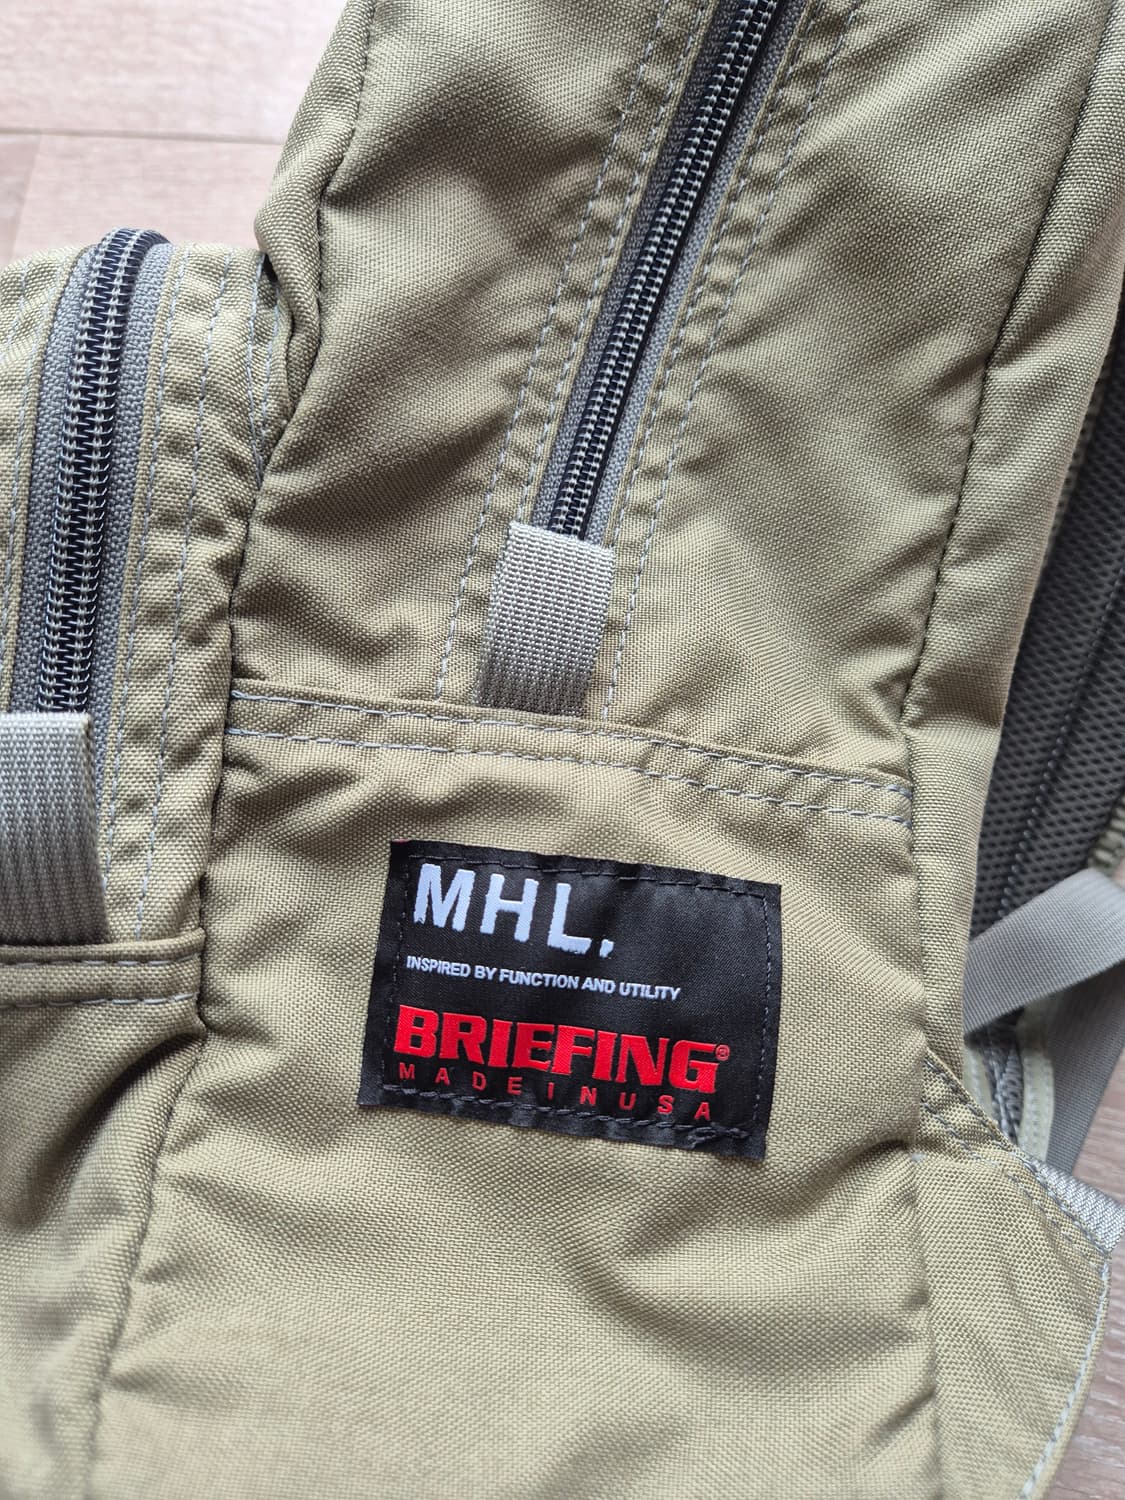 MHL.
INSPIRED BY FUNCTION AND UTILITY
BRIEFING®
MADE IN USA